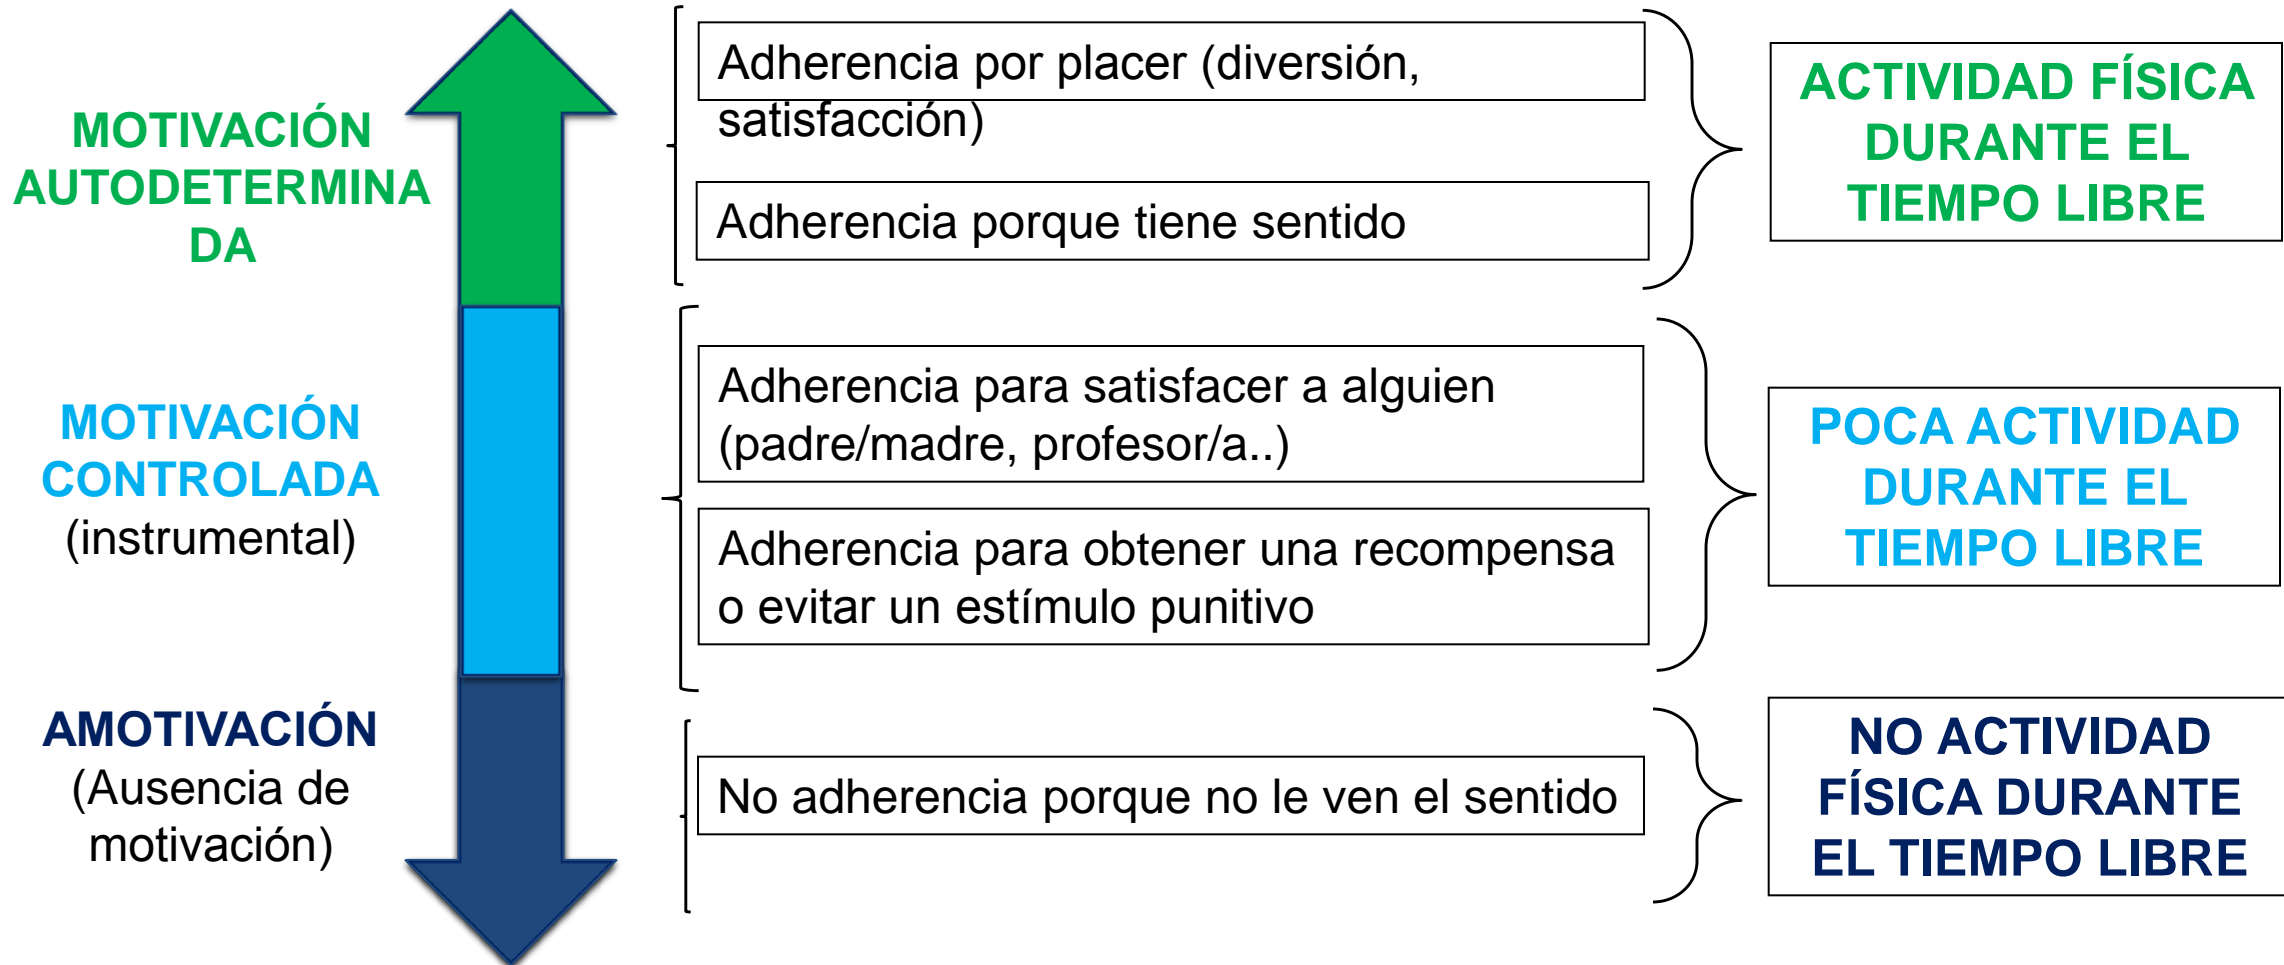 MOTIVACIÓN
AUTODETERMINA
DA
Adherencia por placer (diversión,
satisfacción)
Adherencia porque tiene sentido
ACTIVIDAD FÍSICA
DURANTE EL
TIEMPO LIBRE
MOTIVACIÓN
CONTROLADA
(instrumental)
Adherencia para satisfacer a alguien
(padre/madre, profesor/a..)
Adherencia para obtener una recompensa
o evitar un estímulo punitivo
POCA ACTIVIDAD
DURANTE EL
TIEMPO LIBRE
AMOTIVACIÓN
(Ausencia de
motivación)
No adherencia porque no le ven el sentido
NO ACTIVIDAD
FÍSICA DURANTE
EL TIEMPO LIBRE